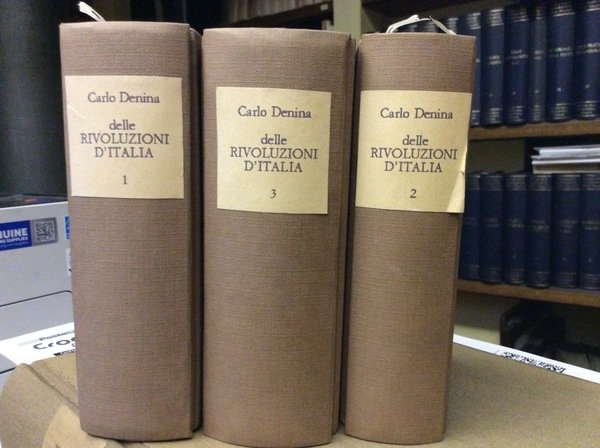 Carlo Denina
delle
RIVOLUZIONI
D'ITALIA
1
Carlo Denina
delle
RIVOLUZIONI
D'ITALIA
3
Carlo Denina
delle
RIVOLUZIONI
D'ITALIA
2